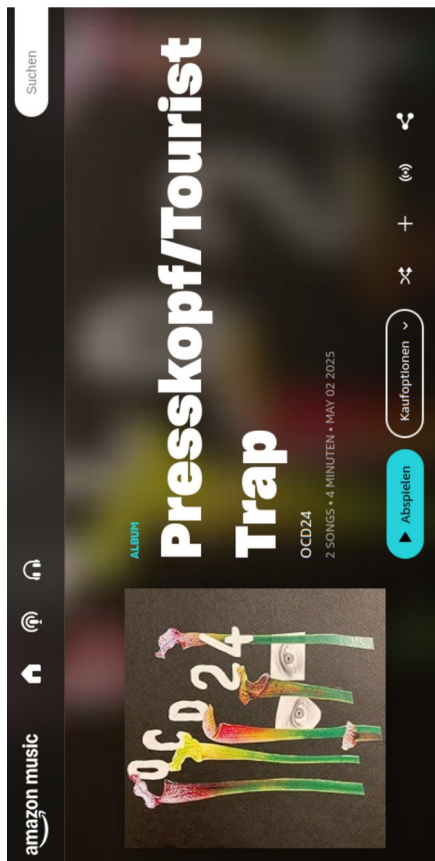 amazon music
Suchen
ALBUM
Presskopf/Tourist
Trap
OCD24
2 SONGS • 4 MINUTEN • MAY 02 2025
Abspielen
Kaufoptionen
OCD24